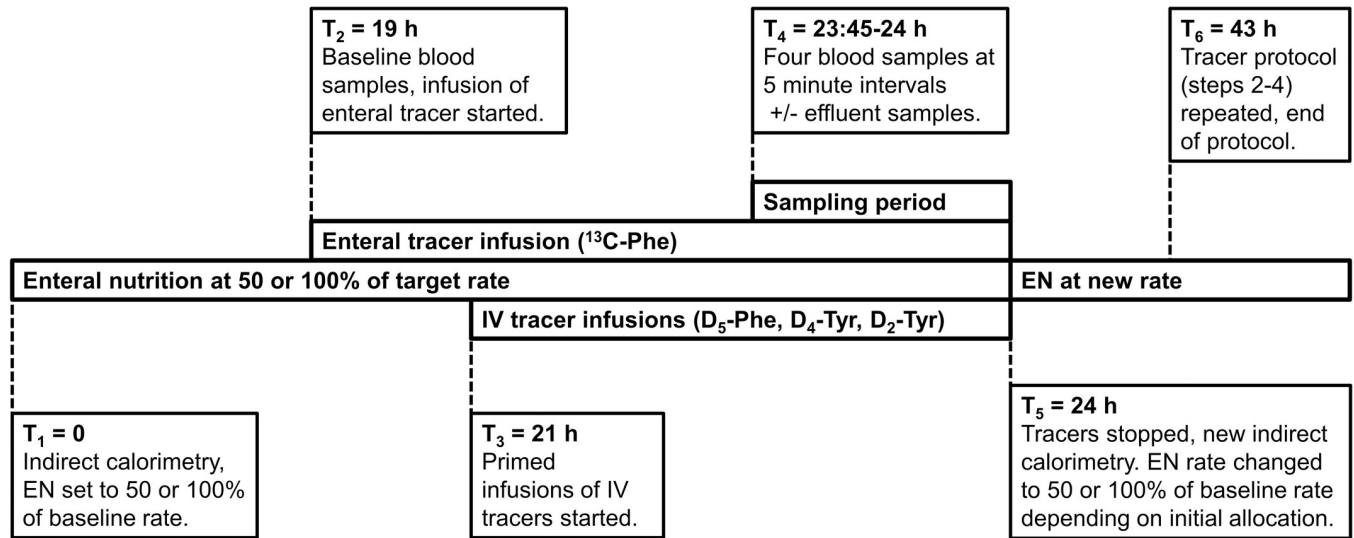 T₂ = 19 h
Baseline blood
samples, infusion of
enteral tracer started.
T₄ = 23:45-24 h
Four blood samples at
5 minute intervals
+/- effluent samples.
T₆ = 43 h
Tracer protocol
(steps 2-4)
repeated, end
of protocol.
Sampling period
Enteral tracer infusion (¹³C-Phe)
Enteral nutrition at 50 or 100% of target rate
EN at new rate
IV tracer infusions (D₅-Phe, D₄-Tyr, D₂-Tyr)
T₁ = 0
Indirect calorimetry,
EN set to 50 or 100%
of baseline rate.
T₃ = 21 h
Primed
infusions of IV
tracers started.
T₅ = 24 h
Tracers stopped, new indirect
calorimetry. EN rate changed
to 50 or 100% of baseline rate
depending on initial allocation.